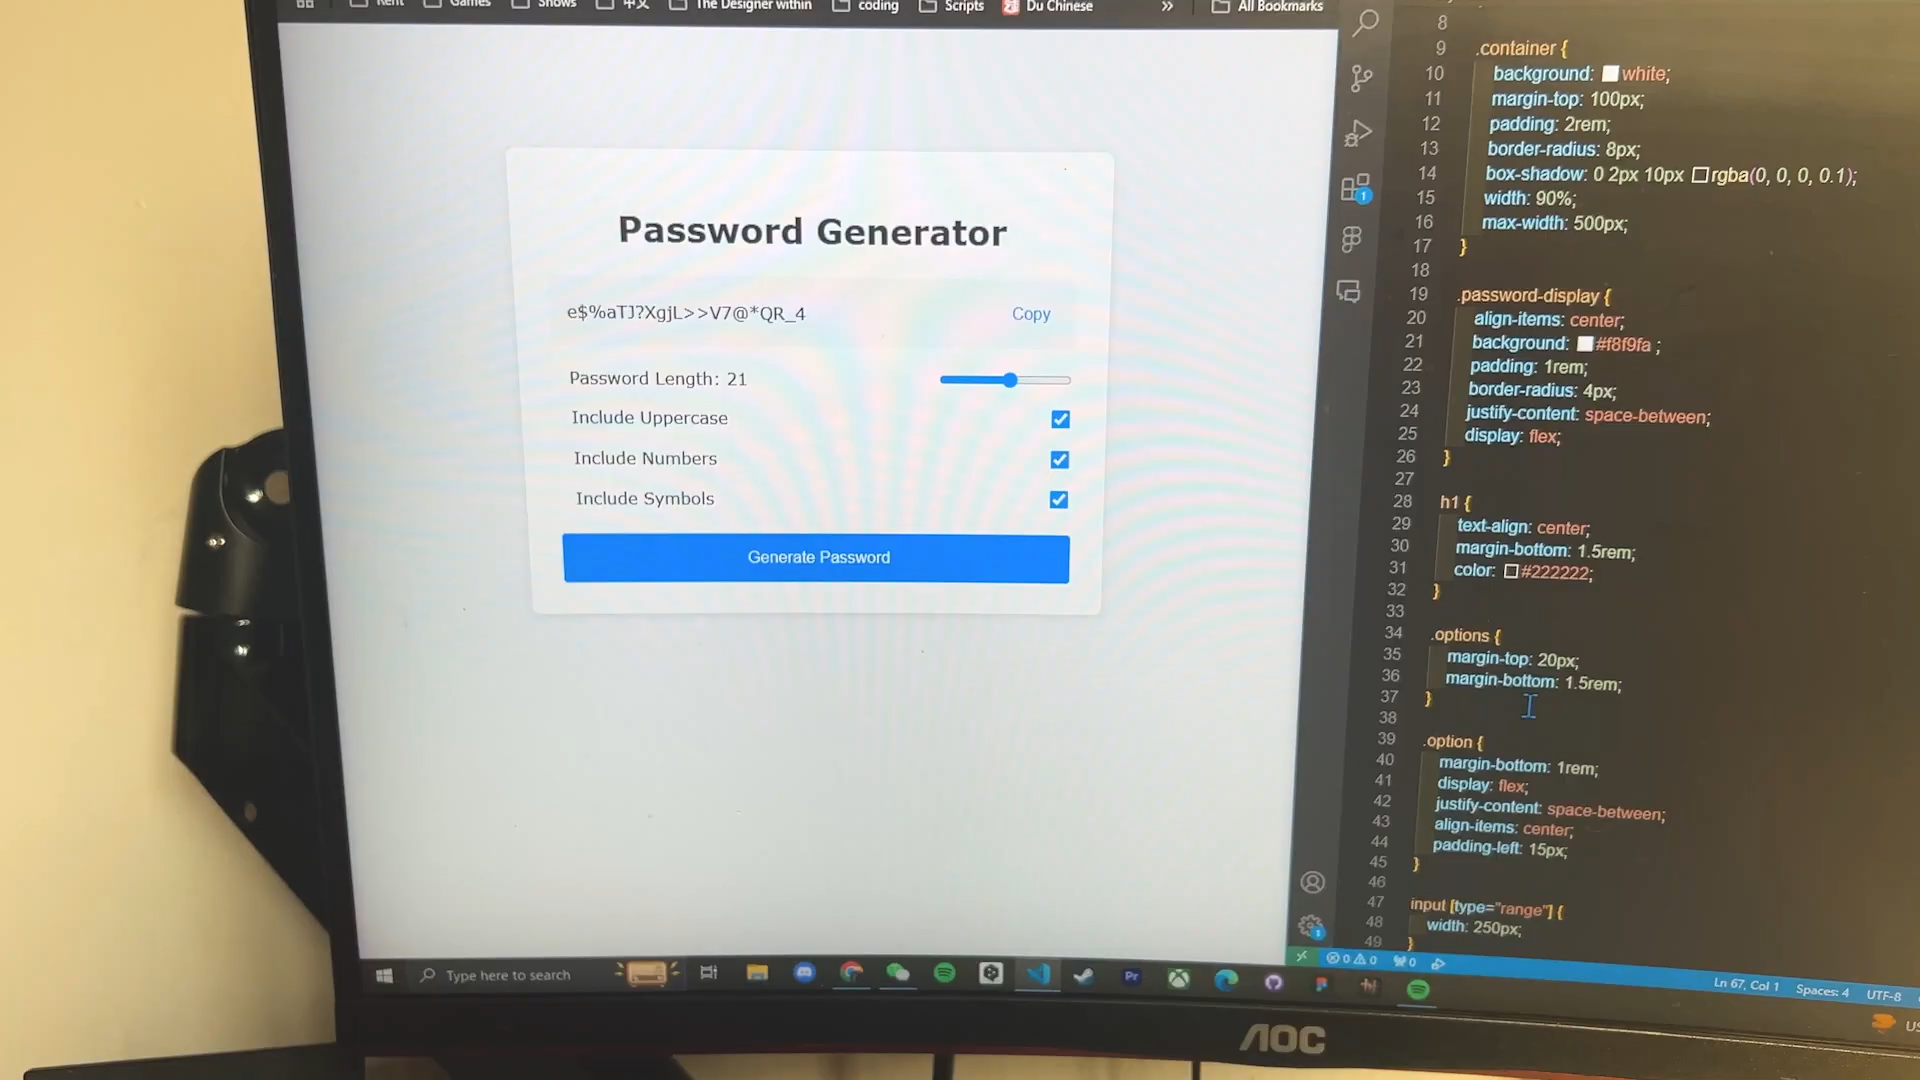 Rent Games Shows 中文 The Designer within coding Scripts Du Chinese » All Bookmarks
Password Generator
e$%aTJ?XgjL>>V7@*QR_4
Copy
Password Length: 21
Include Uppercase
Include Numbers
Include Symbols
Generate Password
8
9 .container {
10 background: white;
11 margin-top: 100px;
12 padding: 2rem;
13 border-radius: 8px;
14 box-shadow: 0 2px 10px rgba(0, 0, 0, 0.1);
15 width: 90%;
16 max-width: 500px;
17 }
18
19 .password-display {
20 align-items: center;
21 background: #f8f9fa ;
22 padding: 1rem;
23 border-radius: 4px;
24 justify-content: space-between;
25 display: flex;
26 }
27
28 h1 {
29 text-align: center;
30 margin-bottom: 1.5rem;
31 color: #222222;
32 }
33
34 .options {
35 margin-top: 20px;
36 margin-bottom: 1.5rem;
37 }
38
39 .option {
40 margin-bottom: 1rem;
41 display: flex;
42 justify-content: space-between;
43 align-items: center;
44 padding-left: 15px;
45 }
46
47 input [type="range"] {
48 width: 250px;
49 }
1
1
0 0 0
Ln 67, Col 1 Spaces: 4 UTF-8
Type here to search
Pr
US
AOC